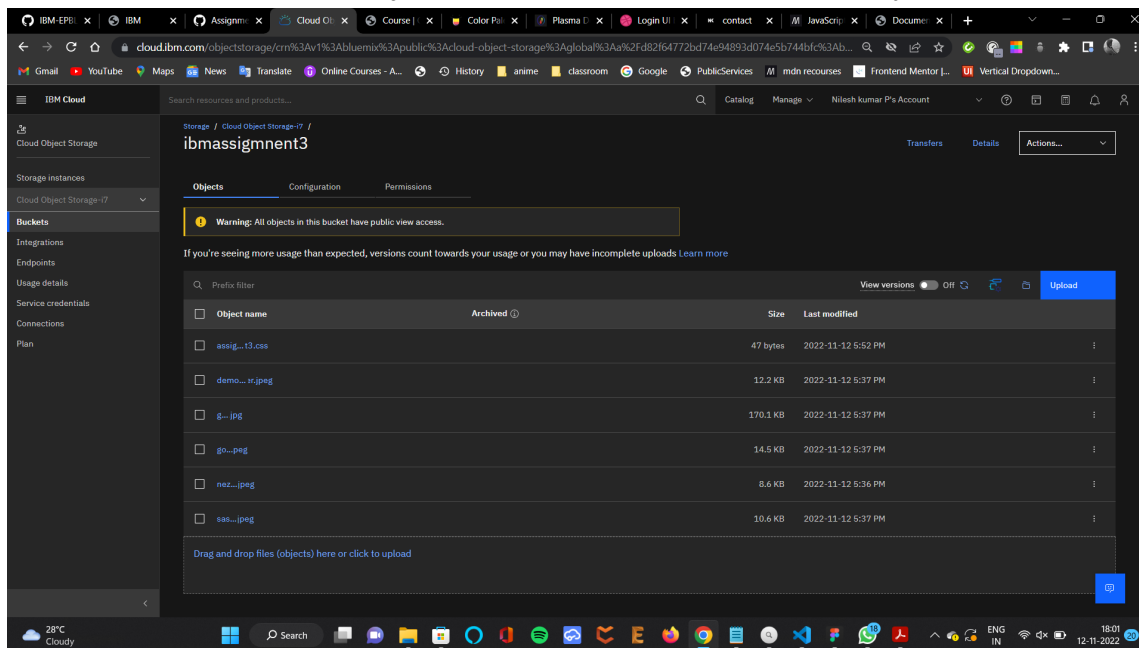 IBM-EPBL
IBM
Assignme
Cloud Ob
Course |
Color Pal
Plasma D
Login UI
contact
JavaScrip
Documer
cloud.ibm.com/objectstorage/crn%3Av1%3Abluemix%3Apublic%3Acloud-object-storage%3Aglobal%3Aa%2Fd82f64772bd74e94893d074e5b744bfc%3Ab...
Gmail YouTube Maps News Translate Online Courses - A... History anime classroom Google PublicServices mdn recourses Frontend Mentor |... Vertical Dropdown...
IBM Cloud
Search resources and products...
Catalog Manage Nilesh kumar P's Account
Cloud Object Storage
Storage instances
Cloud Object Storage-i7
Buckets
Integrations
Endpoints
Usage details
Service credentials
Connections
Plan
Storage / Cloud Object Storage-i7 /
ibmassigmnent3
Transfers Details Actions...
Objects Configuration Permissions
Warning: All objects in this bucket have public view access.
If you're seeing more usage than expected, versions count towards your usage or you may have incomplete uploads Learn more
Prefix filter View versions Off Upload
Object name Archived Size Last modified
assig...t3.css 47 bytes 2022-11-12 5:52 PM
demo... er.jpeg 12.2 KB 2022-11-12 5:37 PM
g... jpg 170.1 KB 2022-11-12 5:37 PM
go...peg 14.5 KB 2022-11-12 5:37 PM
nez...jpeg 8.6 KB 2022-11-12 5:36 PM
sas...jpeg 10.6 KB 2022-11-12 5:37 PM
Drag and drop files (objects) here or click to upload
28°C
Cloudy
Search
18
ENG
IN
18:01
12-11-2022
20